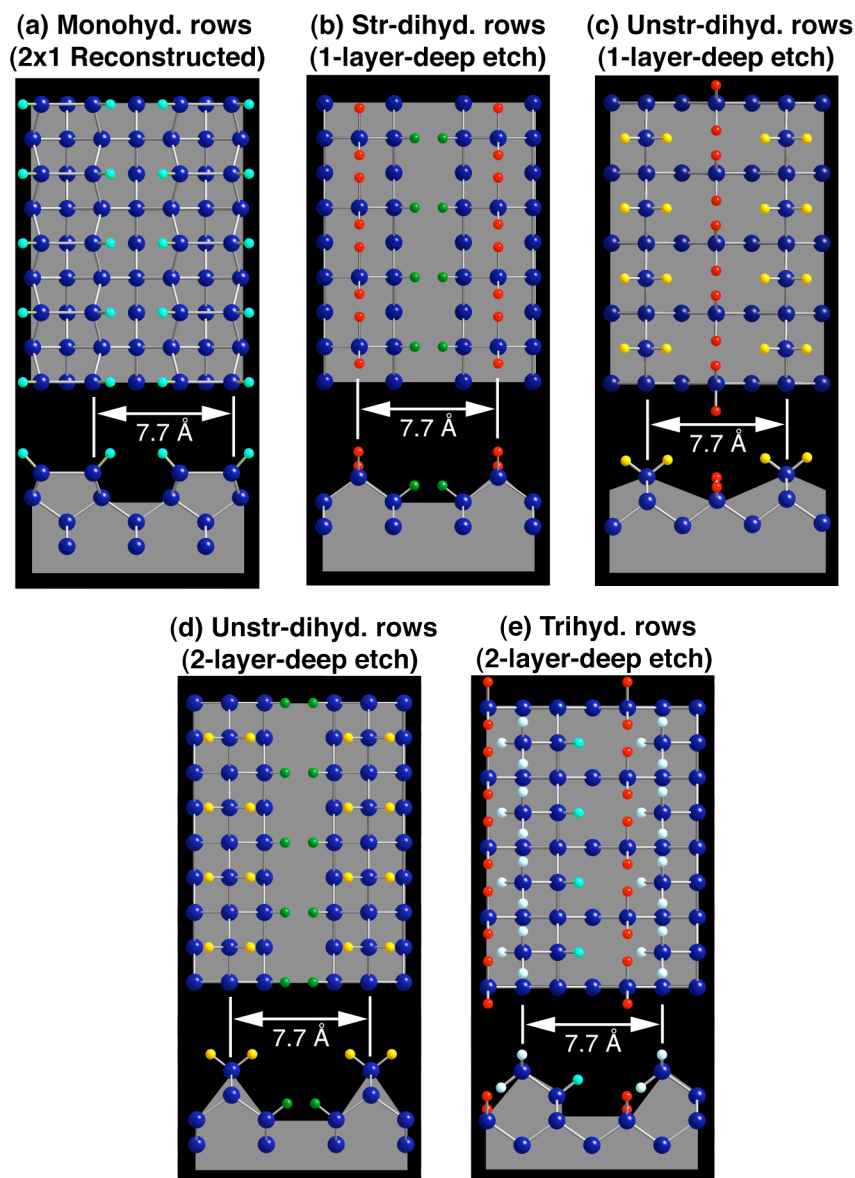 (a) Monohyd. rows
(2x1 Reconstructed)
(b) Str-dihyd. rows
(1-layer-deep etch)
(c) Unstr-dihyd. rows
(1-layer-deep etch)
7.7 Å
7.7 Å
7.7 Å
(d) Unstr-dihyd. rows
(2-layer-deep etch)
(e) Trihyd. rows
(2-layer-deep etch)
7.7 Å
7.7 Å